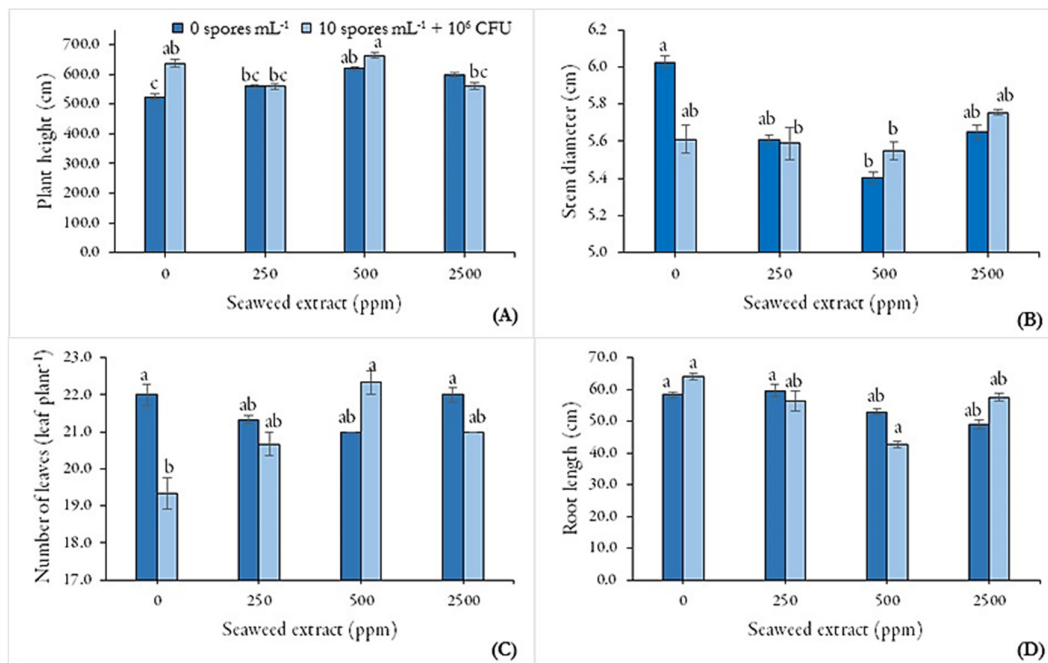 0 spores mL⁻¹ 10 spores mL⁻¹ + 10⁶ CFU
Plant height (cm)
700.0
600.0
500.0
400.0
300.0
200.0
100.0
0.0
c ab bc bc ab a bc
0 250 500 2500
Seaweed extract (ppm)
(A)
Stem diameter (cm)
6.2
6.0
5.8
5.6
5.4
5.2
5.0
a ab ab b b b ab ab
0 250 500 2500
Seaweed extract (ppm)
(B)
Number of leaves (leaf plant⁻¹)
23.0
22.0
21.0
20.0
19.0
18.0
17.0
a b ab ab ab a a ab
0 250 500 2500
Seaweed extract (ppm)
(C)
Root length (cm)
70.0
60.0
50.0
40.0
30.0
20.0
10.0
0.0
a a a ab ab a ab ab
0 250 500 2500
Seaweed extract (ppm)
(D)